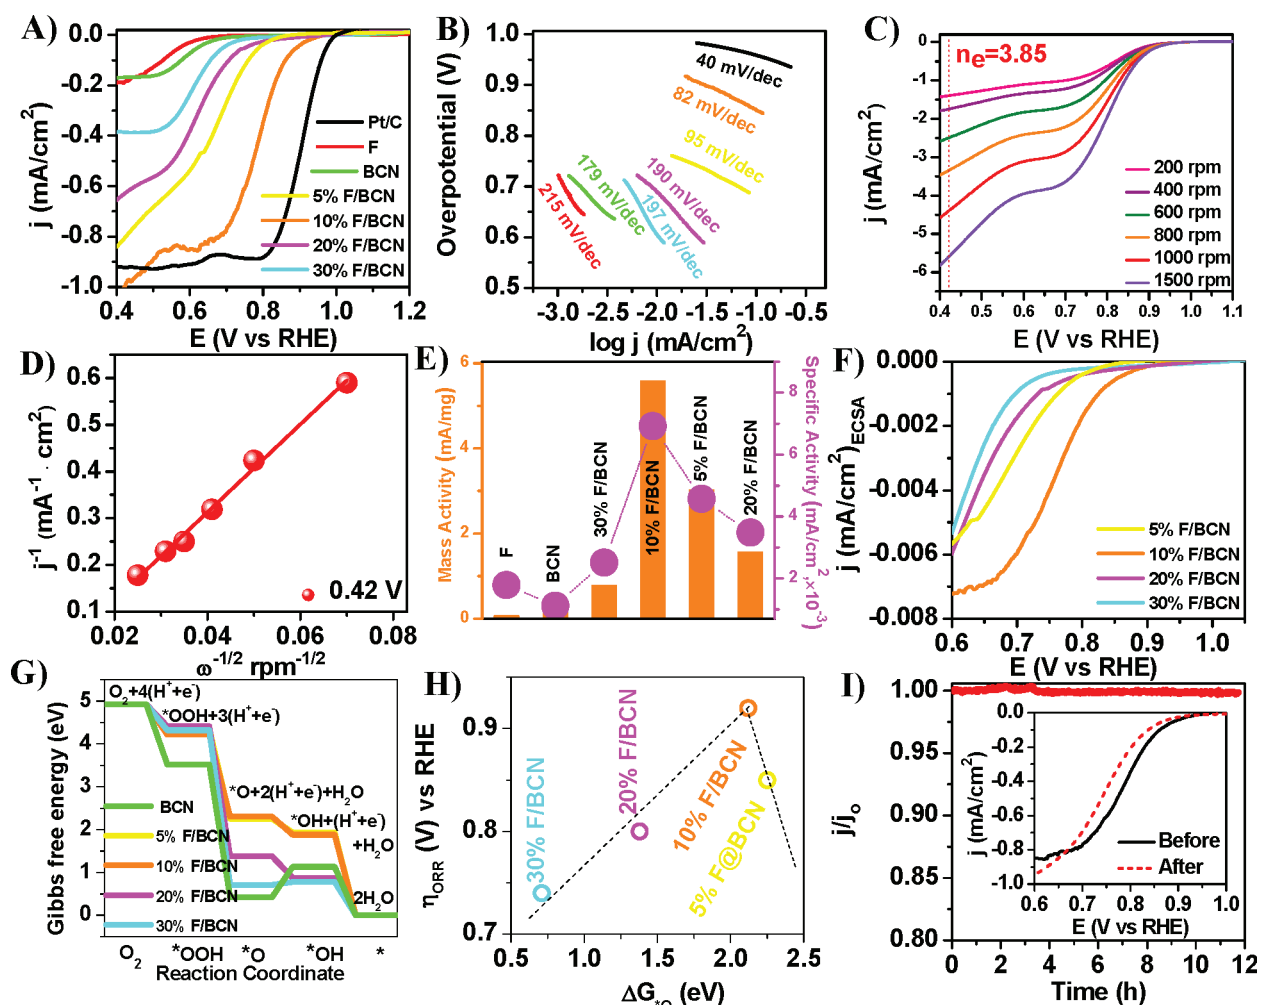 A)
0.0
-0.2
-0.4
-0.6
-0.8
-1.0
j (mA/cm2)
Pt/C
F
BCN
5% F/BCN
10% F/BCN
20% F/BCN
30% F/BCN
0.4 0.6 0.8 1.0 1.2
E (V vs RHE)
B)
1.0
0.9
0.8
0.7
0.6
0.5
Overpotential (V)
40 mV/dec
82 mV/dec
95 mV/dec
190 mV/dec
179 mV/dec
197 mV/dec
215 mV/dec
-3.0 -2.5 -2.0 -1.5 -1.0 -0.5
log j (mA/cm2)
C)
0
-1
-2
-3
-4
-5
-6
j (mA/cm2)
ne=3.85
200 rpm
400 rpm
600 rpm
800 rpm
1000 rpm
1500 rpm
0.4 0.5 0.6 0.7 0.8 0.9 1.0 1.1
E (V vs RHE)
D)
0.6
0.5
0.4
0.3
0.2
0.1
j-1 (mA-1 · cm2)
0.42 V
0.02 0.04 0.06 0.08
ω-1/2 rpm-1/2
E)
6
4
2
0
Mass Activity (mA/mg)
F
BCN
30% F/BCN
10% F/BCN
5% F/BCN
20% F/BCN
8
6
4
2
Specific Activity (mA/cm2,×10-3)
F)
0.000
-0.002
-0.004
-0.006
-0.008
j (mA/cm2)ECSA
5% F/BCN
10% F/BCN
20% F/BCN
30% F/BCN
0.6 0.7 0.8 0.9 1.0
E (V vs RHE)
G)
5
4
3
2
1
0
Gibbs free energy (eV)
O2+4(H++e-)
*OOH+3(H++e-)
*O+2(H++e-)+H2O
*OH+(H++e-)
+H2O
2H2O
BCN
5% F/BCN
10% F/BCN
20% F/BCN
30% F/BCN
O2 *OOH *O *OH *
Reaction Coordinate
H)
0.9
0.8
0.7
ηORR (V) vs RHE
30% F/BCN
20% F/BCN
10% F/BCN
5% F@BCN
0.5 1.0 1.5 2.0 2.5
ΔG*O (eV)
I)
1.00
0.95
0.90
0.85
0.80
j/jo
0.0
-0.2
-0.4
-0.6
-0.8
-1.0
j (mA/cm2)
Before
After
0.6 0.7 0.8 0.9 1.0
E (V vs RHE)
0 2 4 6 8 10 12
Time (h)